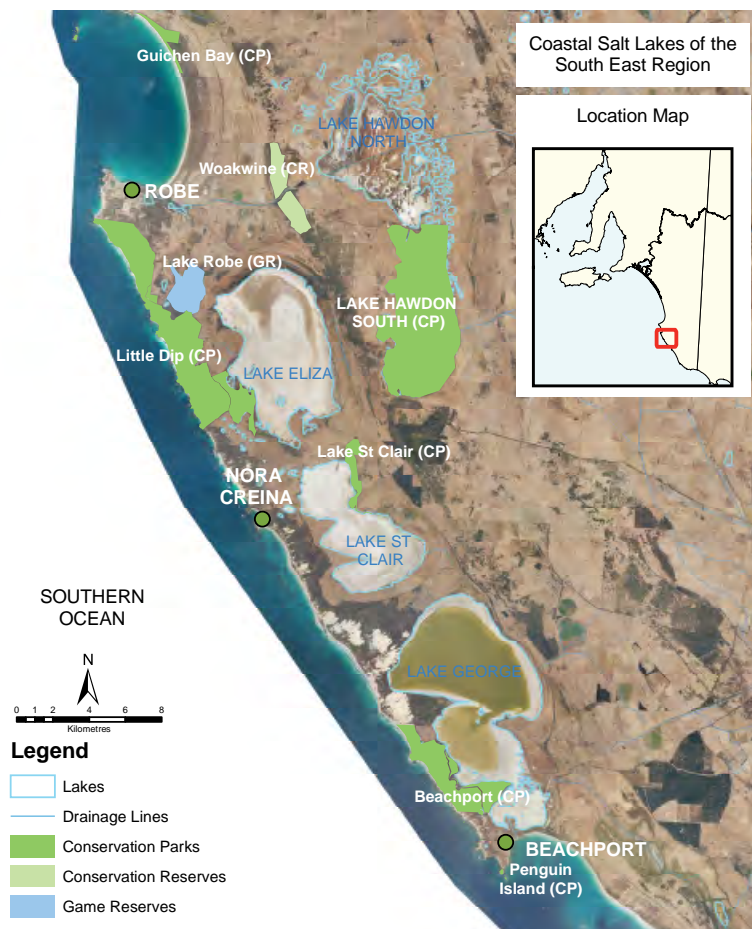 Coastal Salt Lakes of the
South East Region
Location Map
Guichen Bay (CP)
LAKE HAWDON
NORTH
Woakwine (CR)
ROBE
Lake Robe (GR)
LAKE HAWDON
SOUTH (CP)
Little Dip (CP)
LAKE ELIZA
Lake St Clair (CP)
NORA
CREINA
LAKE ST
CLAIR
SOUTHERN
OCEAN
N
0 1 2 4 6 8
Kilometres
LAKE GEORGE
Beachport (CP)
BEACHPORT
Penguin
Island (CP)
Legend
Lakes
Drainage Lines
Conservation Parks
Conservation Reserves
Game Reserves